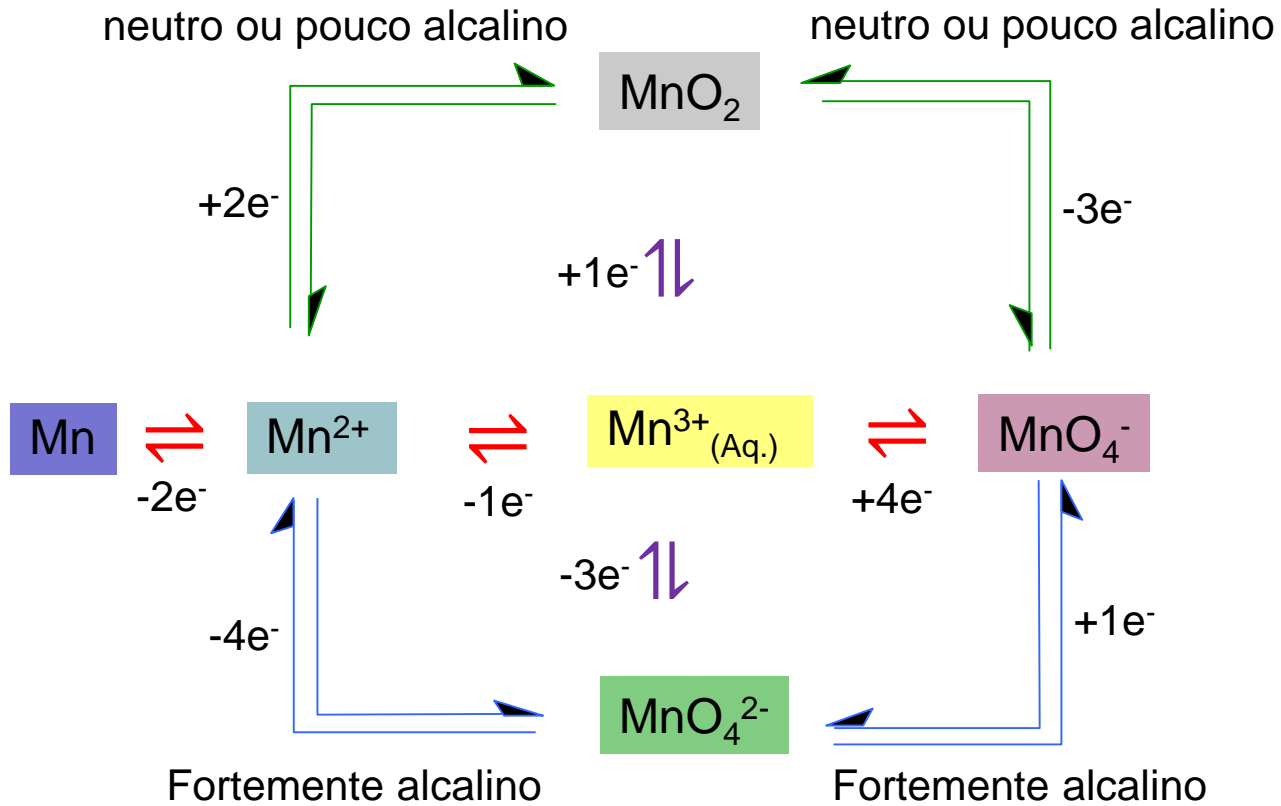 neutro ou pouco alcalino
neutro ou pouco alcalino
MnO₂
+2e⁻
-3e⁻
+1e⁻
Mn
Mn²⁺
Mn³⁺(Aq.)
MnO₄⁻
-2e⁻
-1e⁻
+4e⁻
-3e⁻
-4e⁻
+1e⁻
MnO₄²⁻
Fortemente alcalino
Fortemente alcalino